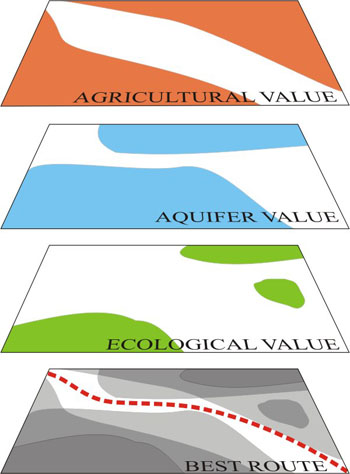 AGRICULTURAL VALUE
AQUIFER VALUE
ECOLOGICAL VALUE
BEST ROUTE